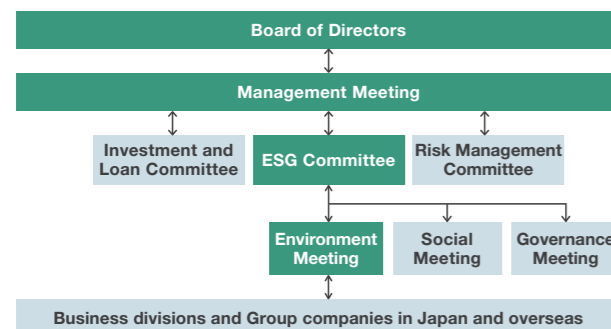 Board of Directors
Management Meeting
Investment and
Loan Committee
ESG Committee
Risk Management
Committee
Environment
Meeting
Social
Meeting
Governance
Meeting
Business divisions and Group companies in Japan and overseas